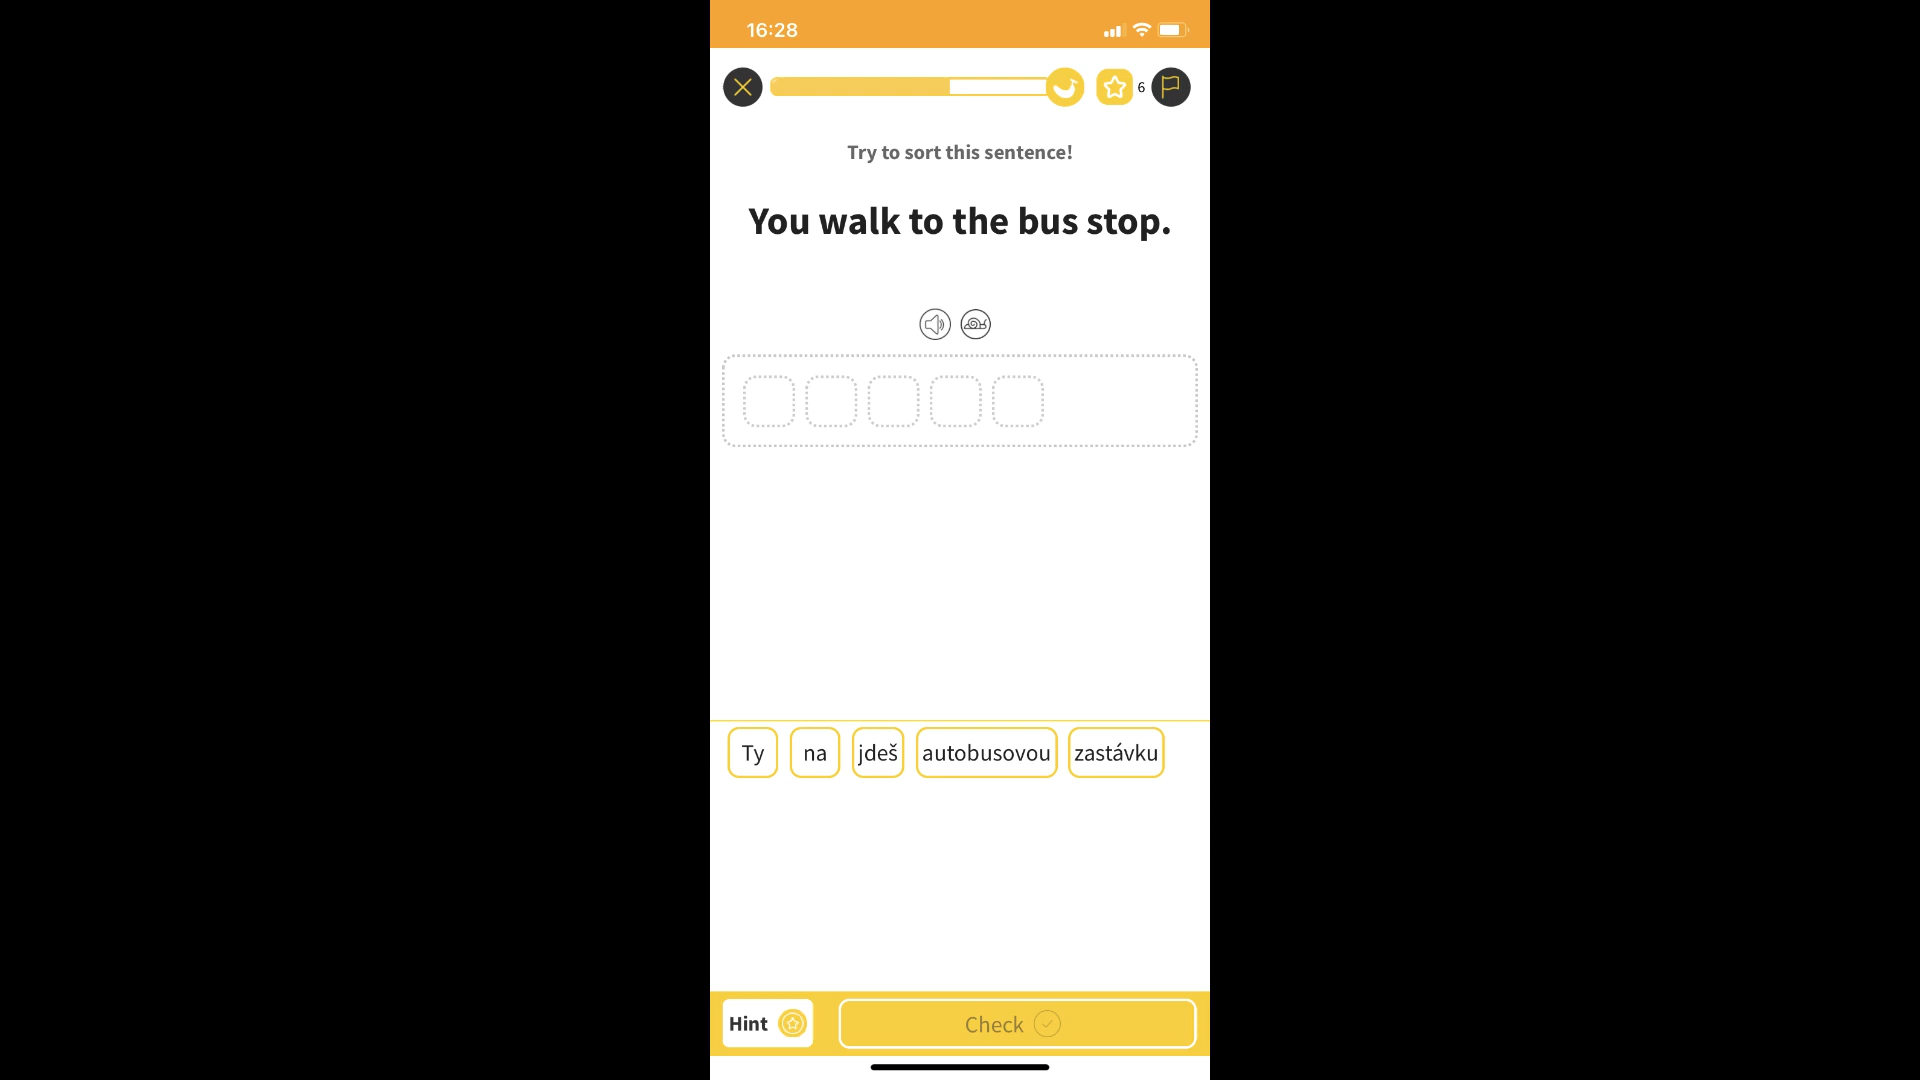 16:28
6
Try to sort this sentence!
You walk to the bus stop.
Ty na jdeš autobusovou zastávku
Hint Check